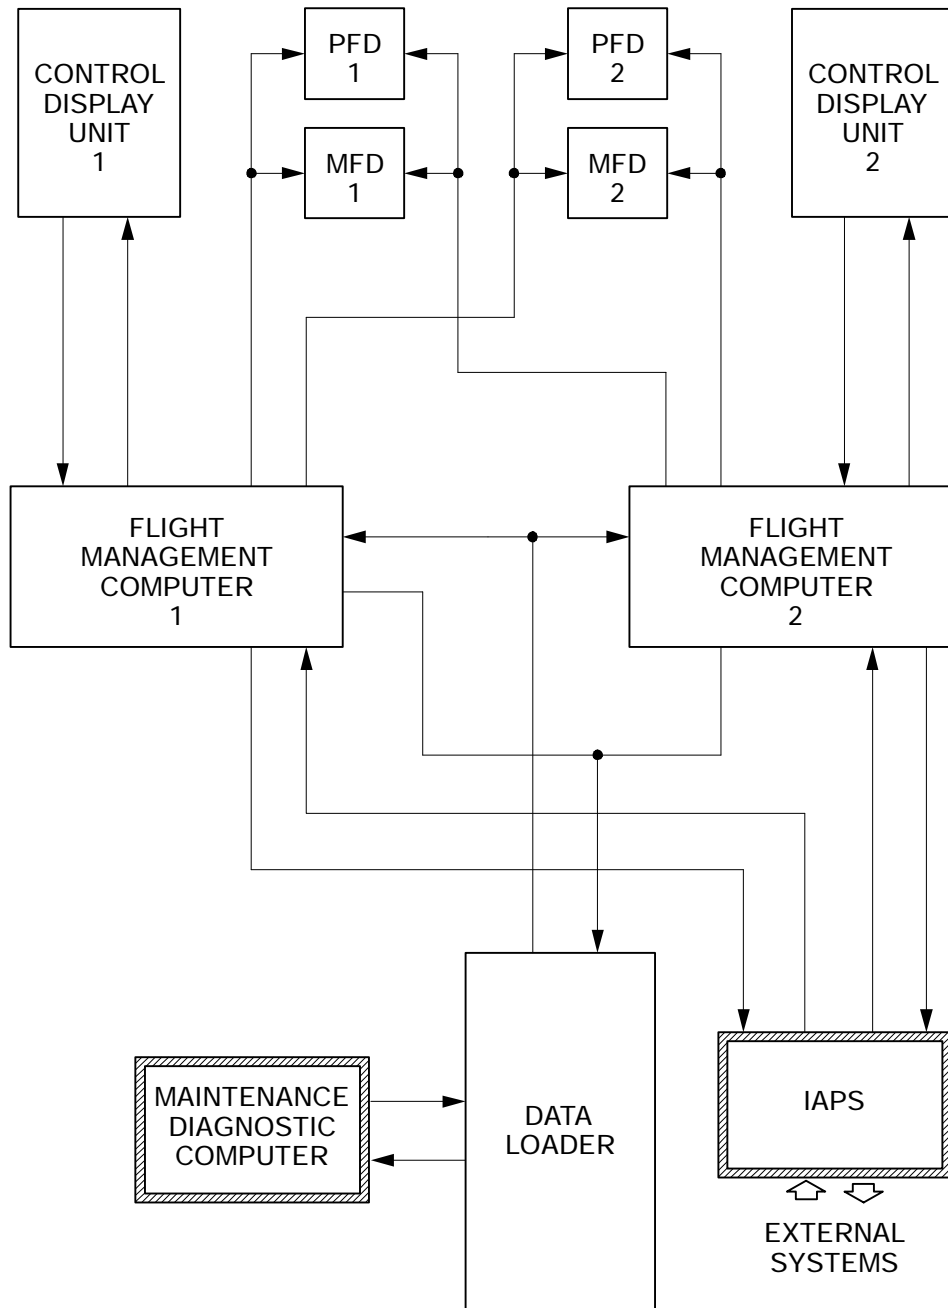 CONTROL
DISPLAY
UNIT
1
PFD
1
MFD
1
PFD
2
MFD
2
CONTROL
DISPLAY
UNIT
2
FLIGHT
MANAGEMENT
COMPUTER
1
FLIGHT
MANAGEMENT
COMPUTER
2
MAINTENANCE
DIAGNOSTIC
COMPUTER
DATA
LOADER
IAPS
EXTERNAL
SYSTEMS